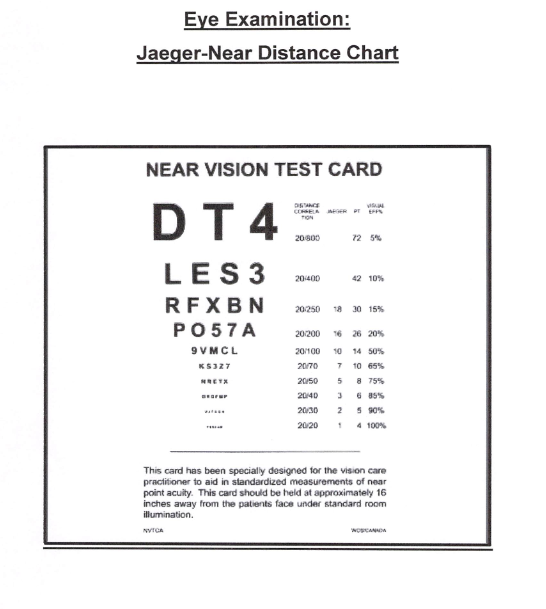 Eye Examination:
Jaeger-Near Distance Chart
NEAR VISION TEST CARD
DISTANCE CORRELA TION JAEGER PT VISUAL EFF%
D T 4 20/800 72 5%
L E S 3 20/400 42 10%
R F X B N 20/250 18 30 15%
P O 5 7 A 20/200 16 26 20%
9 V M C L 20/100 10 14 50%
K S 3 2 7 20/70 7 10 65%
20/50 5 8 75%
20/40 3 6 85%
20/30 2 5 90%
20/20 1 4 100%
This card has been specially designed for the vision care
practitioner to aid in standardized measurements of near
point acuity. This card should be held at approximately 16
inches away from the patients face under standard room
illumination.
NVTCA WCB/CANADA